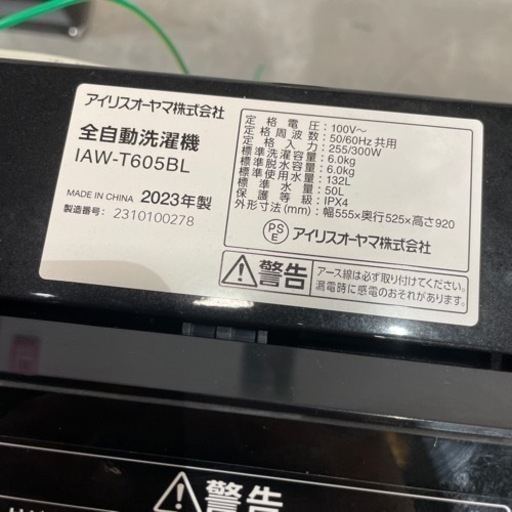 アイリスオーヤマ株式会社
全自動洗濯機
IAW-T605BL
MADE IN CHINA 2023年製
製造番号: 2310100278
定格電圧: 100V〜
定格周波数: 50/60Hz 共用
定格入力: 255/300W
標準洗濯容量: 6.0kg
標準脱水容量: 6.0kg
標準使用水量: 132L
標準水量: 50L
保護等級: IPX4
外形寸法(mm): 幅555×奥行525×高さ920
PSE アイリスオーヤマ株式会社
警告
アース線は必ず取り付けてください。
漏電時に感電のおそれがあります。
警告